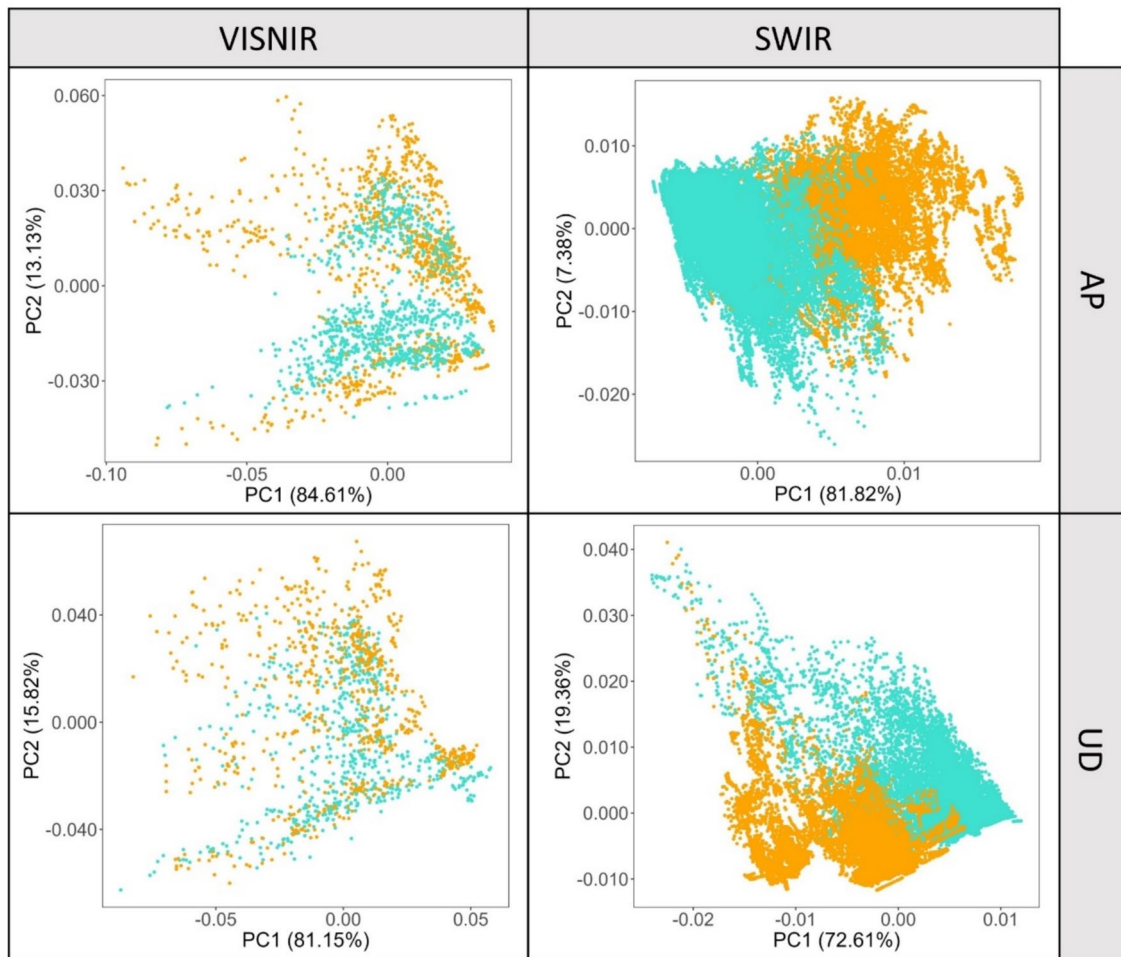 VISNIR
SWIR
0.060
0.030
0.000
-0.030
PC2 (13.13%)
-0.10
-0.05
0.00
PC1 (84.61%)
0.010
0.000
-0.010
-0.020
PC2 (7.38%)
0.00
0.01
PC1 (81.82%)
AP
0.040
0.000
-0.040
PC2 (15.82%)
-0.05
0.00
0.05
PC1 (81.15%)
0.040
0.030
0.020
0.010
0.000
-0.010
PC2 (19.36%)
-0.02
-0.01
0.00
0.01
PC1 (72.61%)
UD